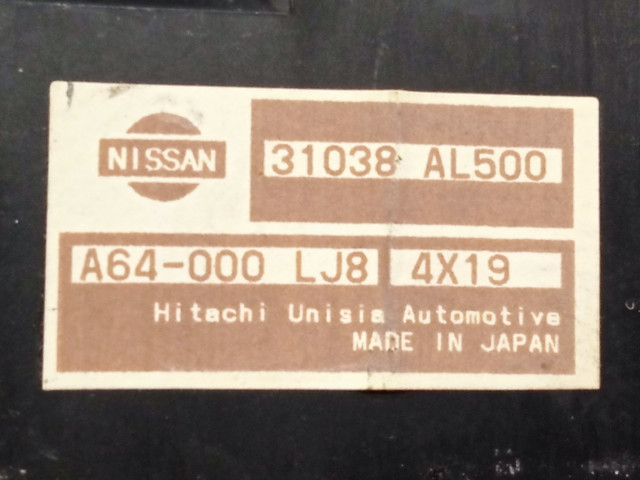 NISSAN
31038 AL500
A64-000 LJ8 4X19
Hitachi Unisia Automotive
MADE IN JAPAN